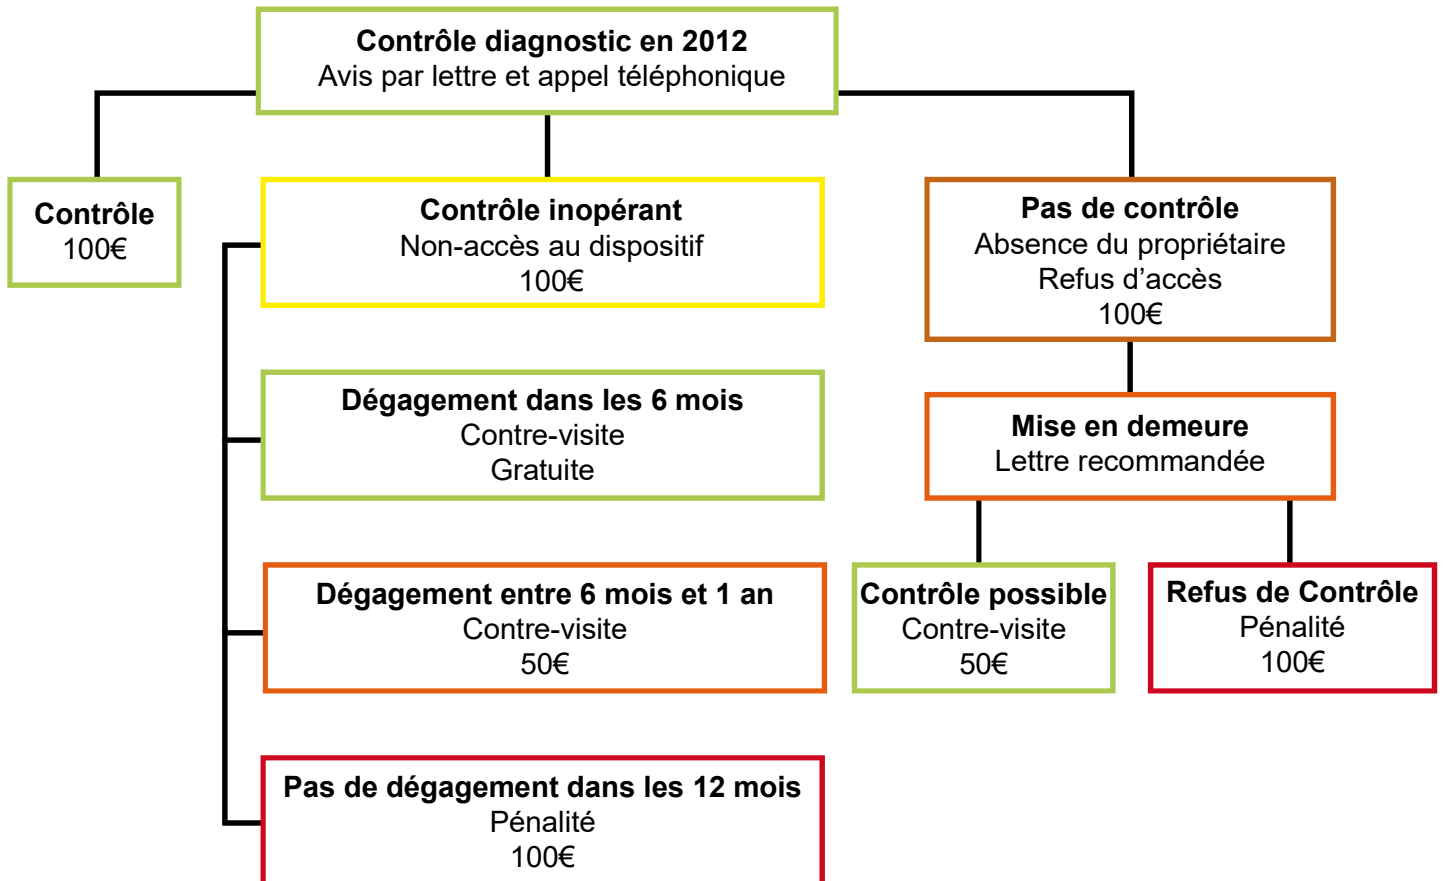 Contrôle diagnostic en 2012
Avis par lettre et appel téléphonique
Contrôle
100€
Contrôle inopérant
Non-accès au dispositif
100€
Pas de contrôle
Absence du propriétaire
Refus d’accès
100€
Dégagement dans les 6 mois
Contre-visite
Gratuite
Mise en demeure
Lettre recommandée
Dégagement entre 6 mois et 1 an
Contre-visite
50€
Contrôle possible
Contre-visite
50€
Refus de Contrôle
Pénalité
100€
Pas de dégagement dans les 12 mois
Pénalité
100€